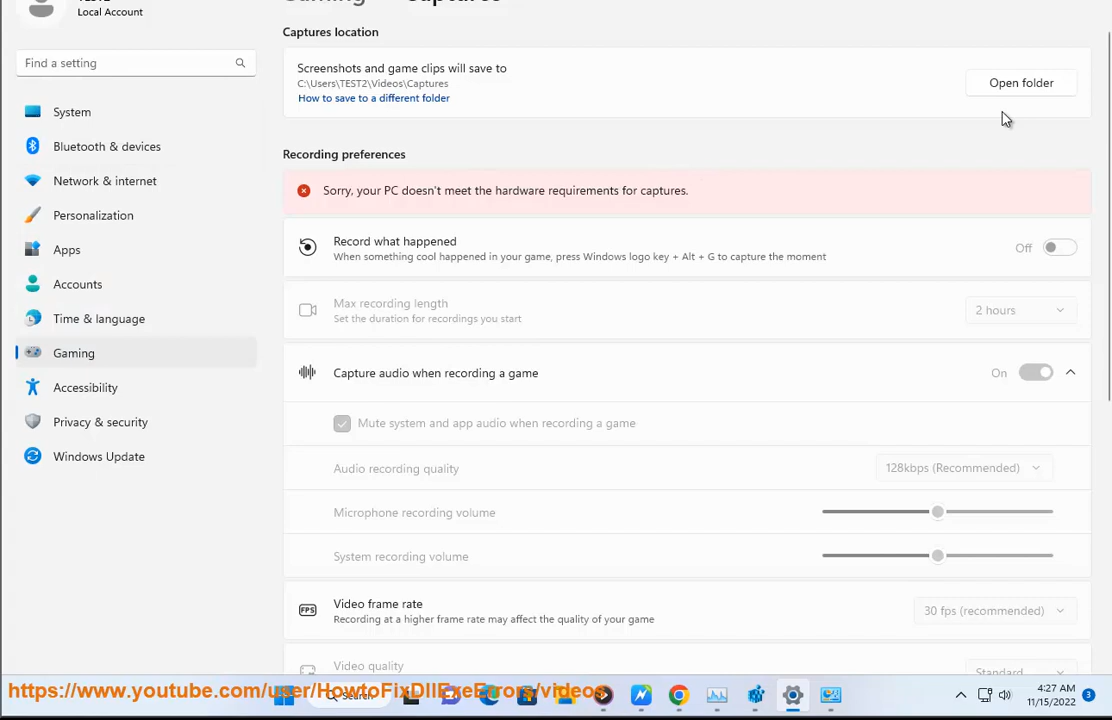 Local Account
Find a setting
System
Bluetooth & devices
Network & internet
Personalization
Apps
Accounts
Time & language
Gaming
Accessibility
Privacy & security
Windows Update
Captures location
Screenshots and game clips will save to
C:\Users\TEST2\Videos\Captures
How to save to a different folder
Open folder
Recording preferences
Sorry, your PC doesn't meet the hardware requirements for captures.
Record what happened
When something cool happened in your game, press Windows logo key + Alt + G to capture the moment
Off
Max recording length
Set the duration for recordings you start
2 hours
Capture audio when recording a game
On
Mute system and app audio when recording a game
Audio recording quality
128kbps (Recommended)
Microphone recording volume
System recording volume
FPS
Video frame rate
Recording at a higher frame rate may affect the quality of your game
30 fps (recommended)
Video quality
Standard
https://www.youtube.com/user/HowtoFixDllExeErrors/videos
Search
4:27 AM
11/15/2022
3